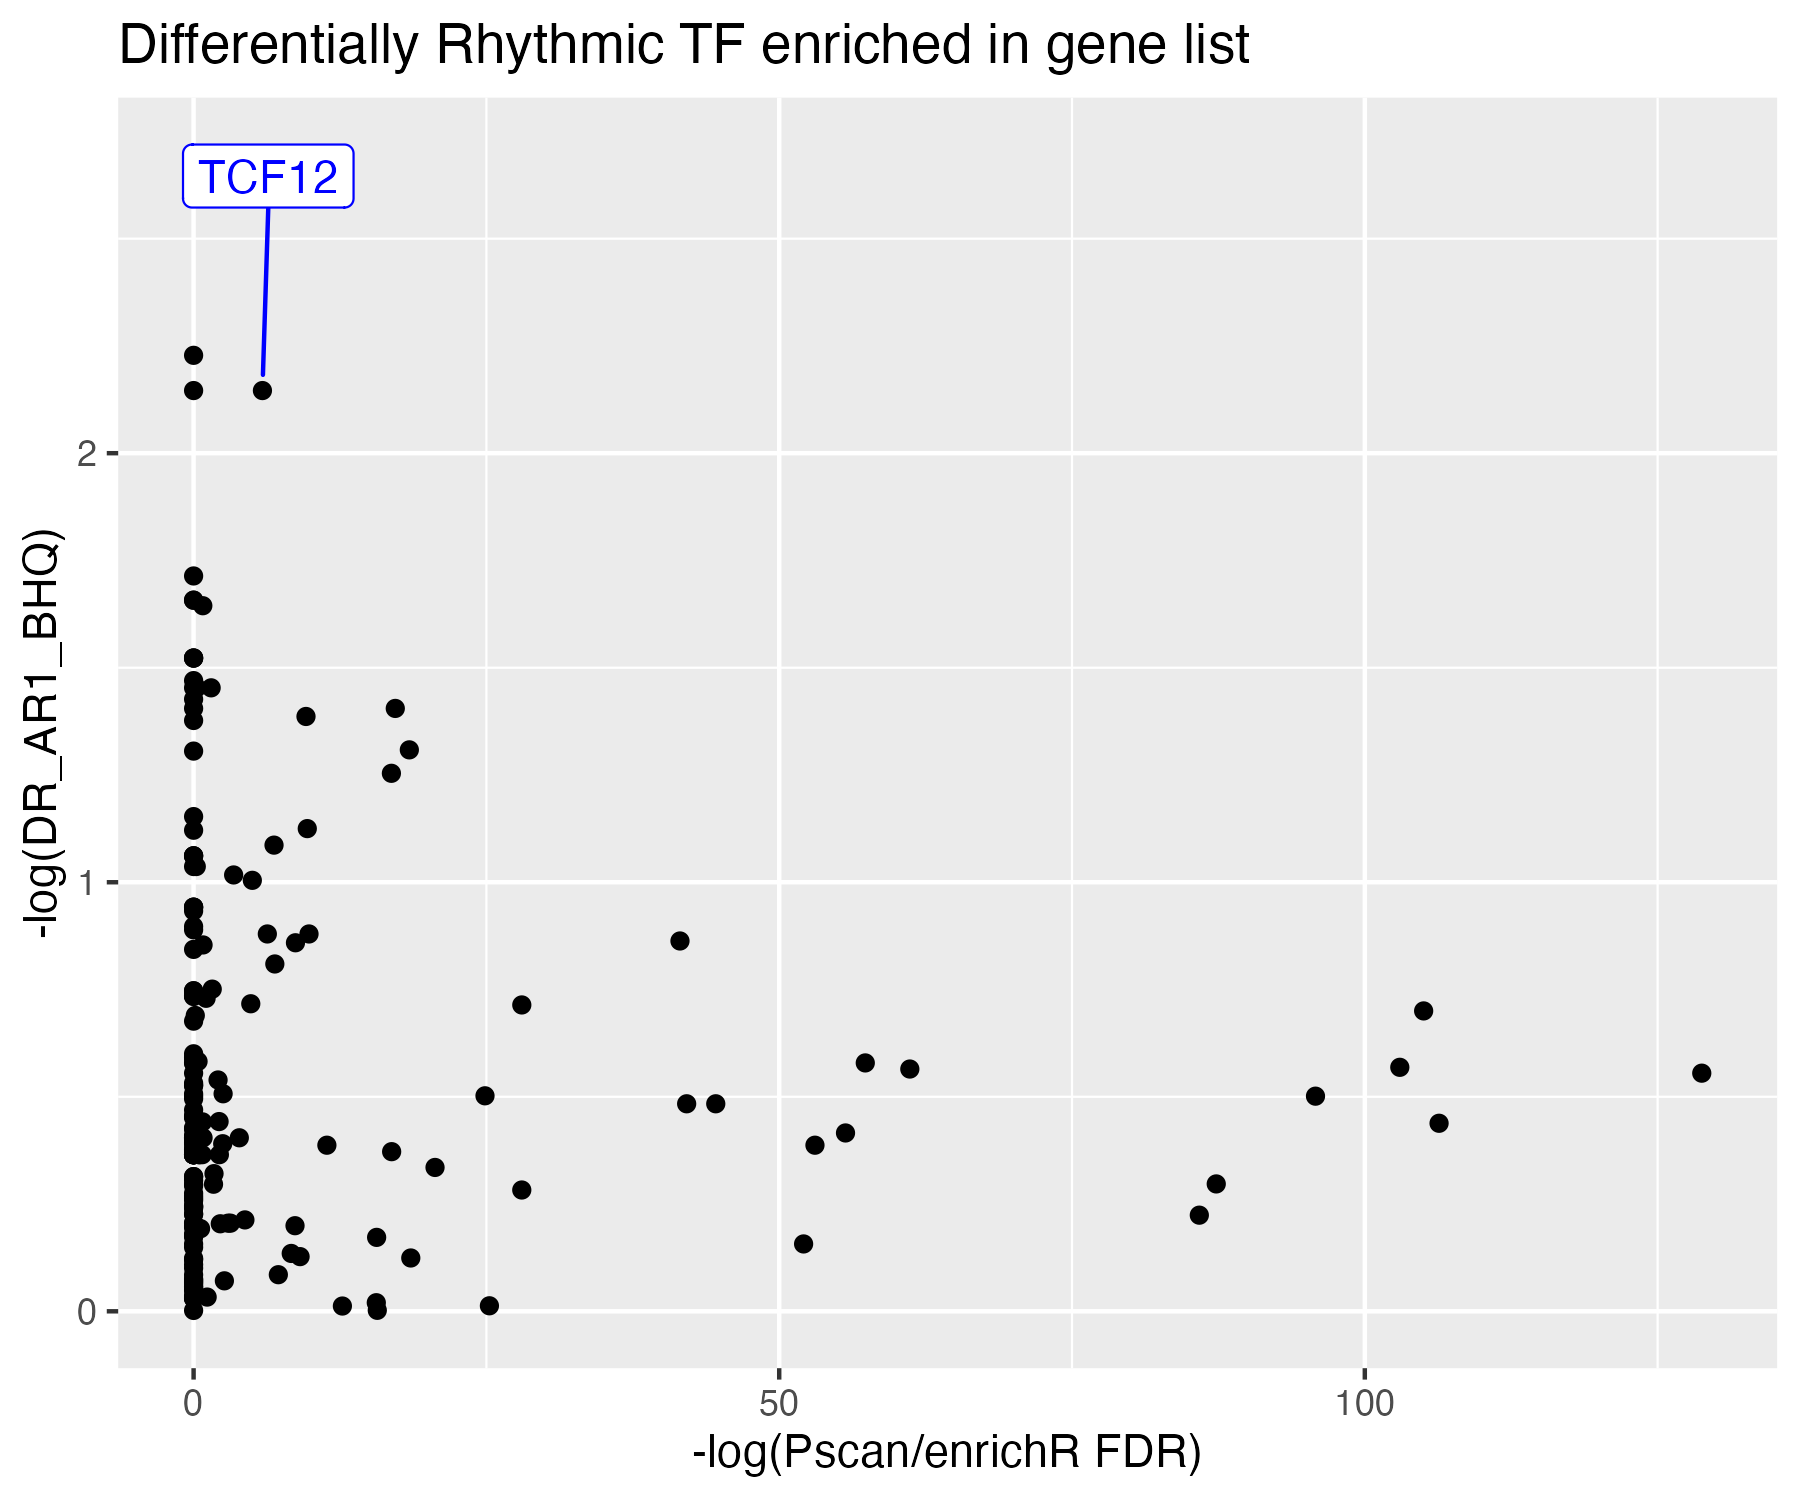 Differentially Rhythmic TF enriched in gene list
TCF12
2
1
0
-log(DR_AR1_BHQ)
0 50 100
-log(Pscan/enrichR FDR)